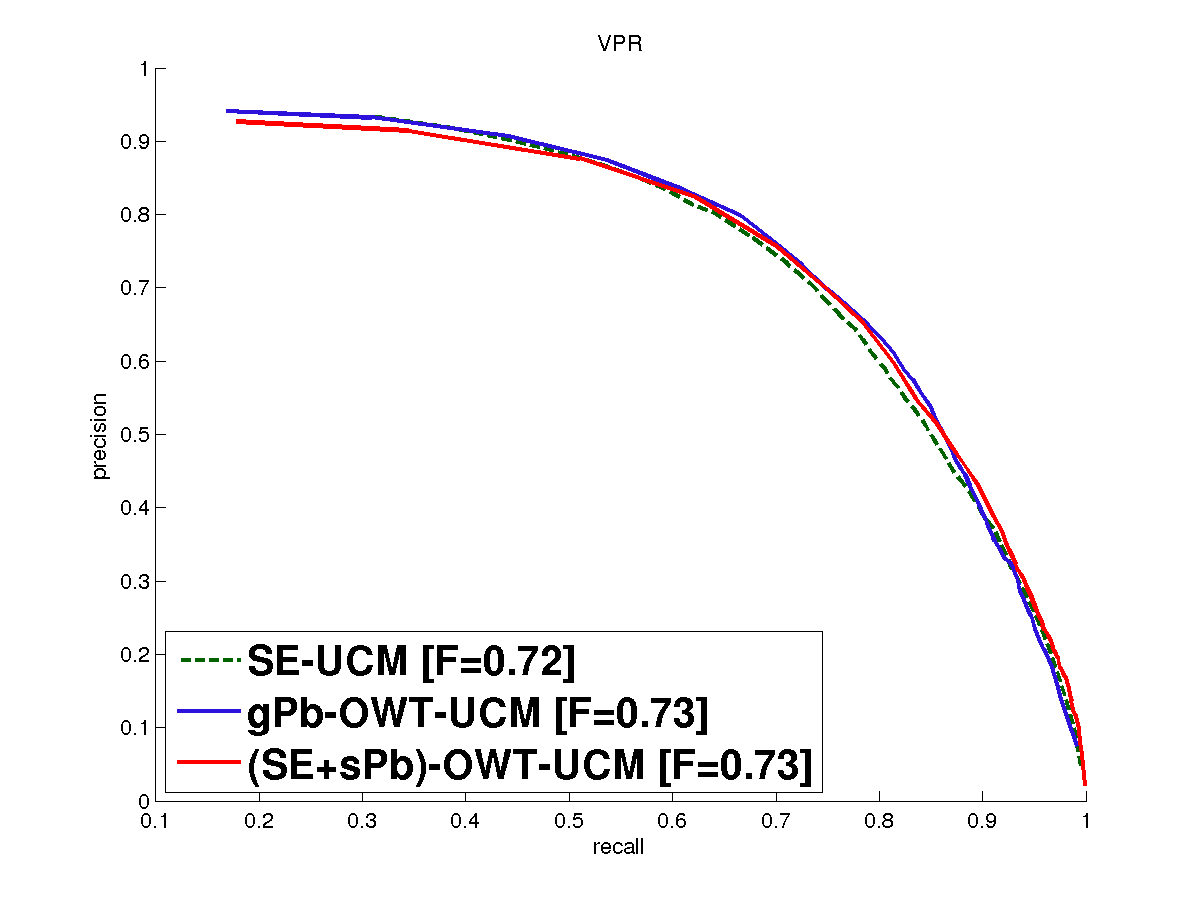 VPR
1
0.9
0.8
0.7
0.6
0.5
0.4
0.3
0.2
0.1
0
precision
SE-UCM [F=0.72]
gPb-OWT-UCM [F=0.73]
(SE+sPb)-OWT-UCM [F=0.73]
0.1 0.2 0.3 0.4 0.5 0.6 0.7 0.8 0.9 1
recall